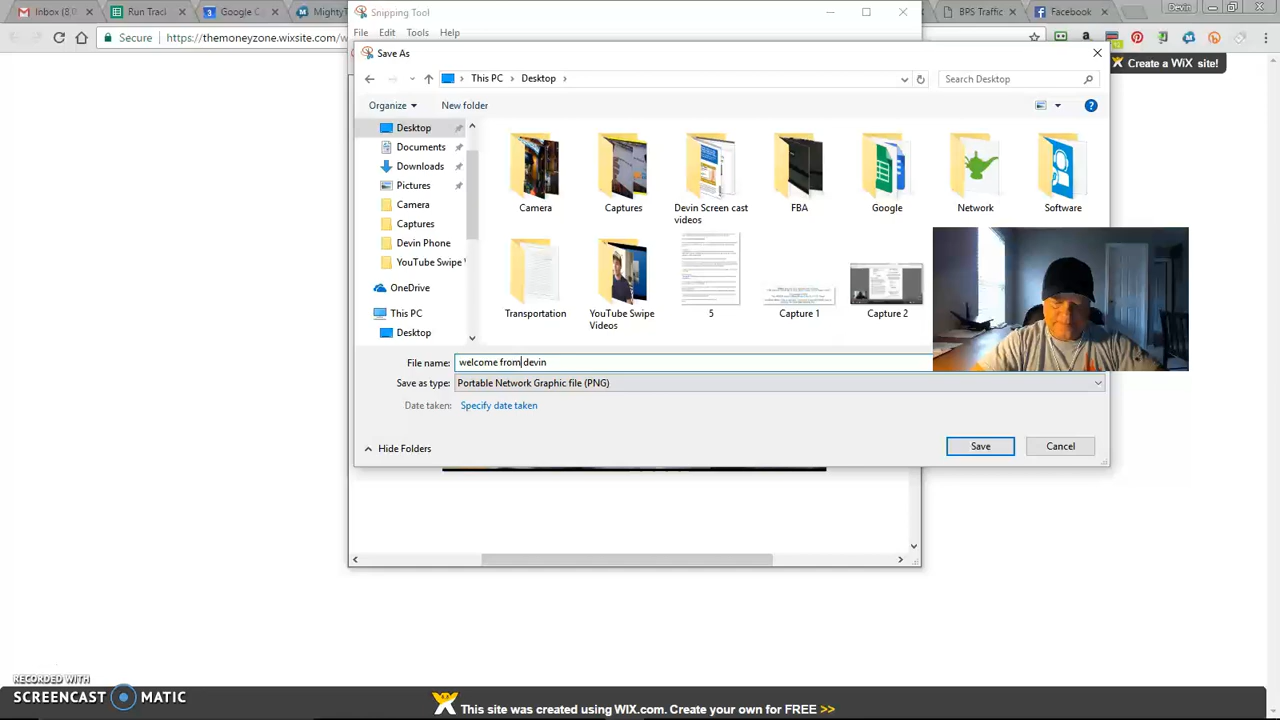 Inbox (8.0
Run Tracki
Google C
MightyT
Snipping Tool
BPS Traffic
Facebook
Devin
Secure
https://themoneyzone.wixsite.com/w
File Edit Tools Help
Create a WiX site!
Save As
This PC > Desktop >
Search Desktop
Organize
New folder
Desktop
Documents
Downloads
Pictures
Camera
Captures
Devin Phone
YouTube Swipe V
OneDrive
This PC
Desktop
Camera
Captures
Devin Screen cast
videos
FBA
Google
Network
Software
Transportation
YouTube Swipe
Videos
5
Capture 1
Capture 2
File name: welcome from devin
Save as type: Portable Network Graphic file (PNG)
Date taken: Specify date taken
Hide Folders
Save
Cancel
RECORDED WITH
SCREENCAST MATIC
This site was created using WIX.com. Create your own for FREE >>